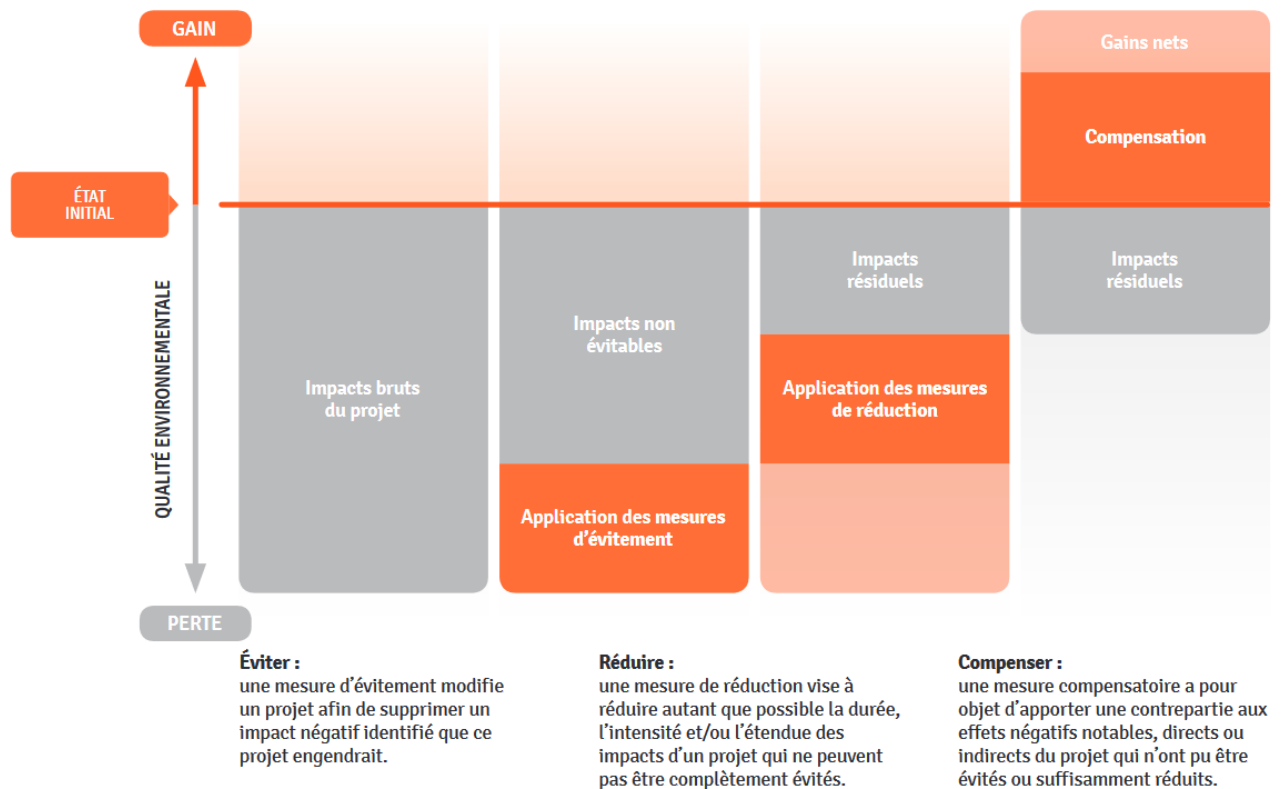 GAIN
ÉTAT
INITIAL
QUALITÉ ENVIRONNEMENTALE
PERTE
Impacts bruts
du projet
Impacts non
évitables
Application des mesures
d’évitement
Impacts
résiduels
Application des mesures
de réduction
Gains nets
Compensation
Impacts
résiduels
Éviter :
une mesure d’évitement modifie
un projet afin de supprimer un
impact négatif identifié que ce
projet engendrait.
Réduire :
une mesure de réduction vise à
réduire autant que possible la durée,
l’intensité et/ou l’étendue des
impacts d’un projet qui ne peuvent
pas être complètement évités.
Compenser :
une mesure compensatoire a pour
objet d’apporter une contrepartie aux
effets négatifs notables, directs ou
indirects du projet qui n’ont pu être
évités ou suffisamment réduits.